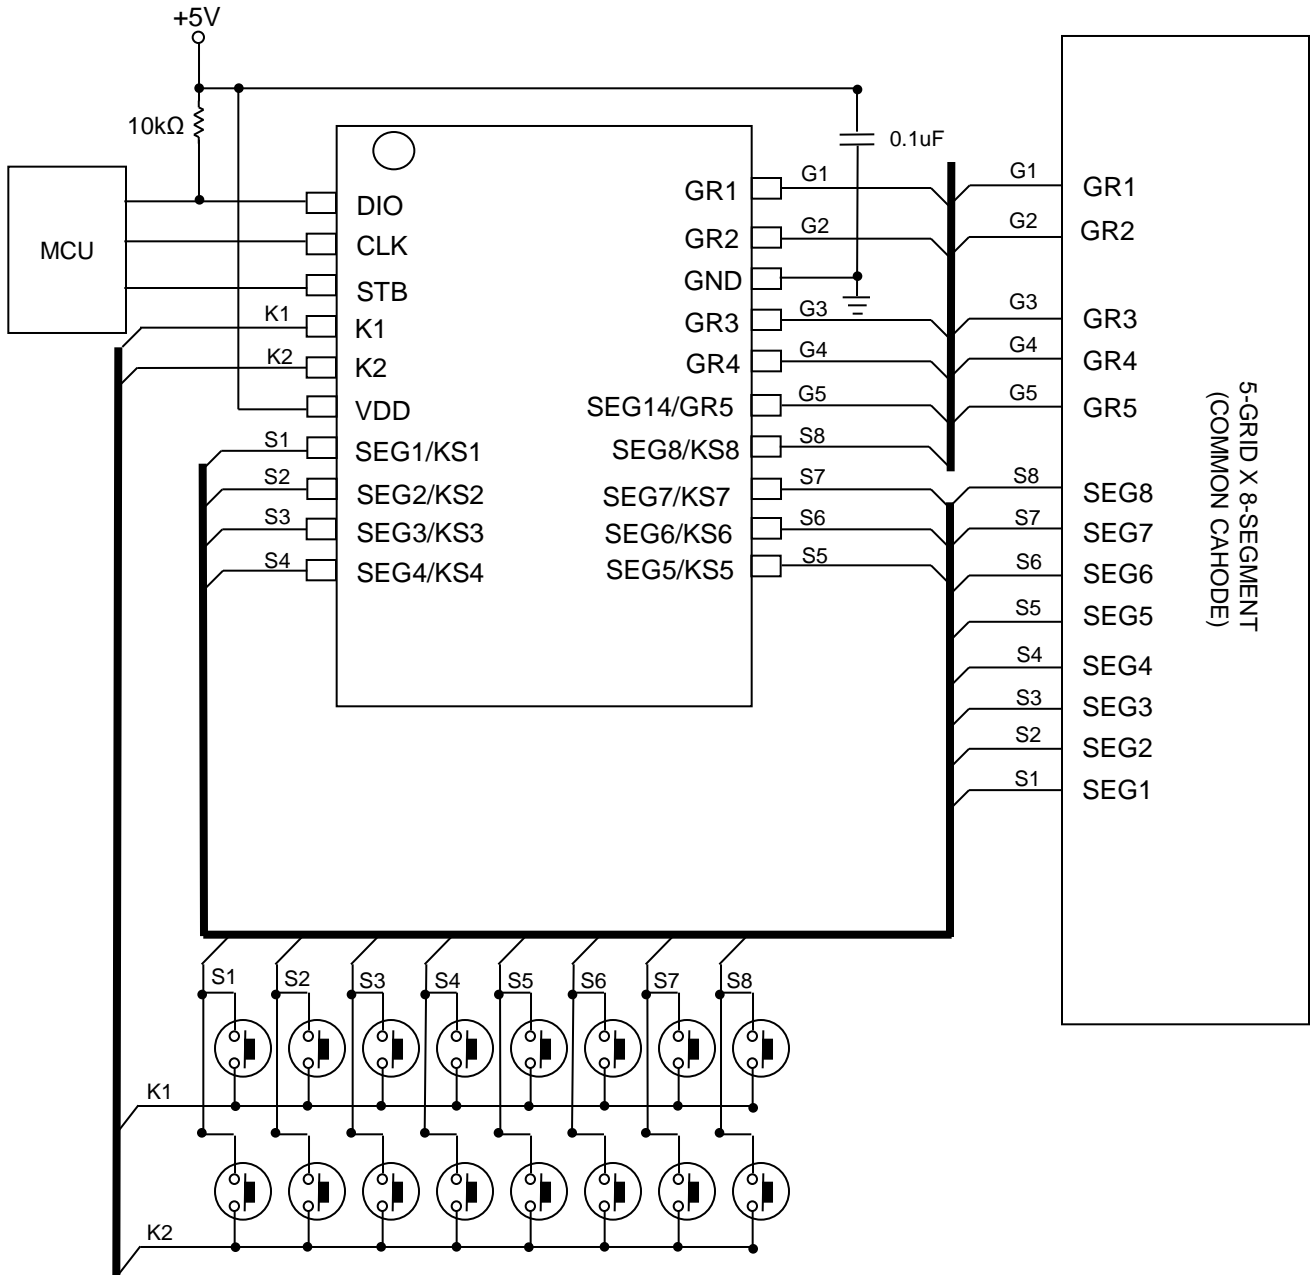 +5V
10kΩ
0.1uF
MCU
DIO
CLK
STB
K1
K1
K2
K2
VDD
S1
SEG1/KS1
S2
SEG2/KS2
S3
SEG3/KS3
S4
SEG4/KS4
GR1
G1
GR2
G2
GND
GR3
G3
GR4
G4
SEG14/GR5
G5
SEG8/KS8
S8
SEG7/KS7
S7
SEG6/KS6
S6
SEG5/KS5
S5
G1
GR1
G2
GR2
G3
GR3
G4
GR4
G5
GR5
S8
SEG8
S7
SEG7
S6
SEG6
S5
SEG5
S4
SEG4
S3
SEG3
S2
SEG2
S1
SEG1
5-GRID X 8-SEGMENT
(COMMON CAHODE)
S1 S2 S3 S4 S5 S6 S7 S8
K1
K2